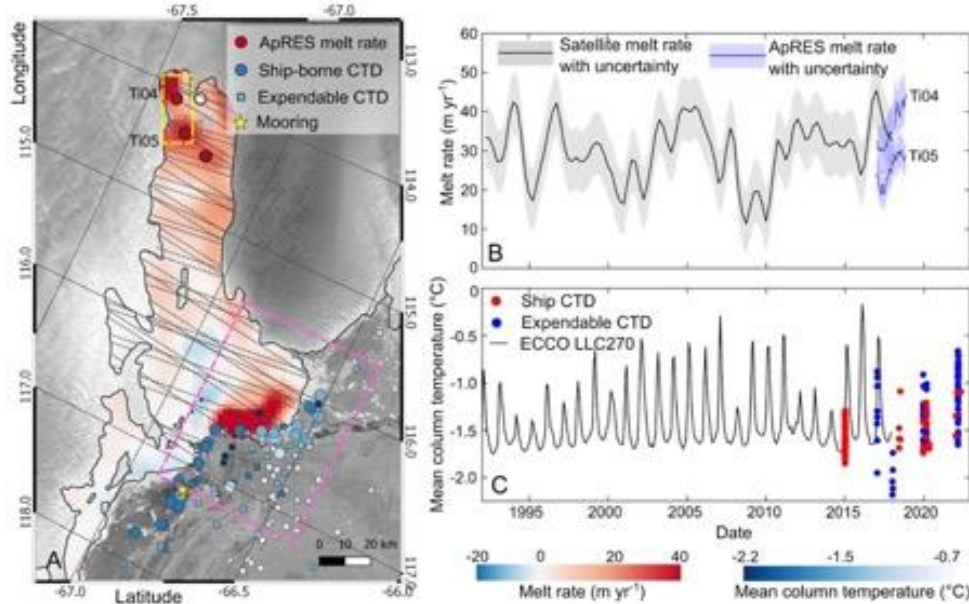 -67.5
-67.0
Longitude
113.0
114.0
115.0
115.0
116.0
116.0
117.0
117.0
118.0
-67.0
-66.5
-66.0
Latitude
ApRES melt rate
Ship-borne CTD
Expendable CTD
Mooring
Ti04
Ti05
A
0 10 20 km
Melt rate (m yr⁻¹)
60
50
40
30
20
10
0
Satellite melt rate
with uncertainty
ApRES melt rate
with uncertainty
Ti04
Ti05
B
Mean column temperature (°C)
0
-0.5
-1.0
-1.5
-2.0
Ship CTD
Expendable CTD
ECCO LLC270
C
1995 2000 2005 2010 2015 2020
Date
-20 0 20 40
Melt rate (m yr⁻¹)
-2.2 -1.5 -0.7
Mean column temperature (°C)